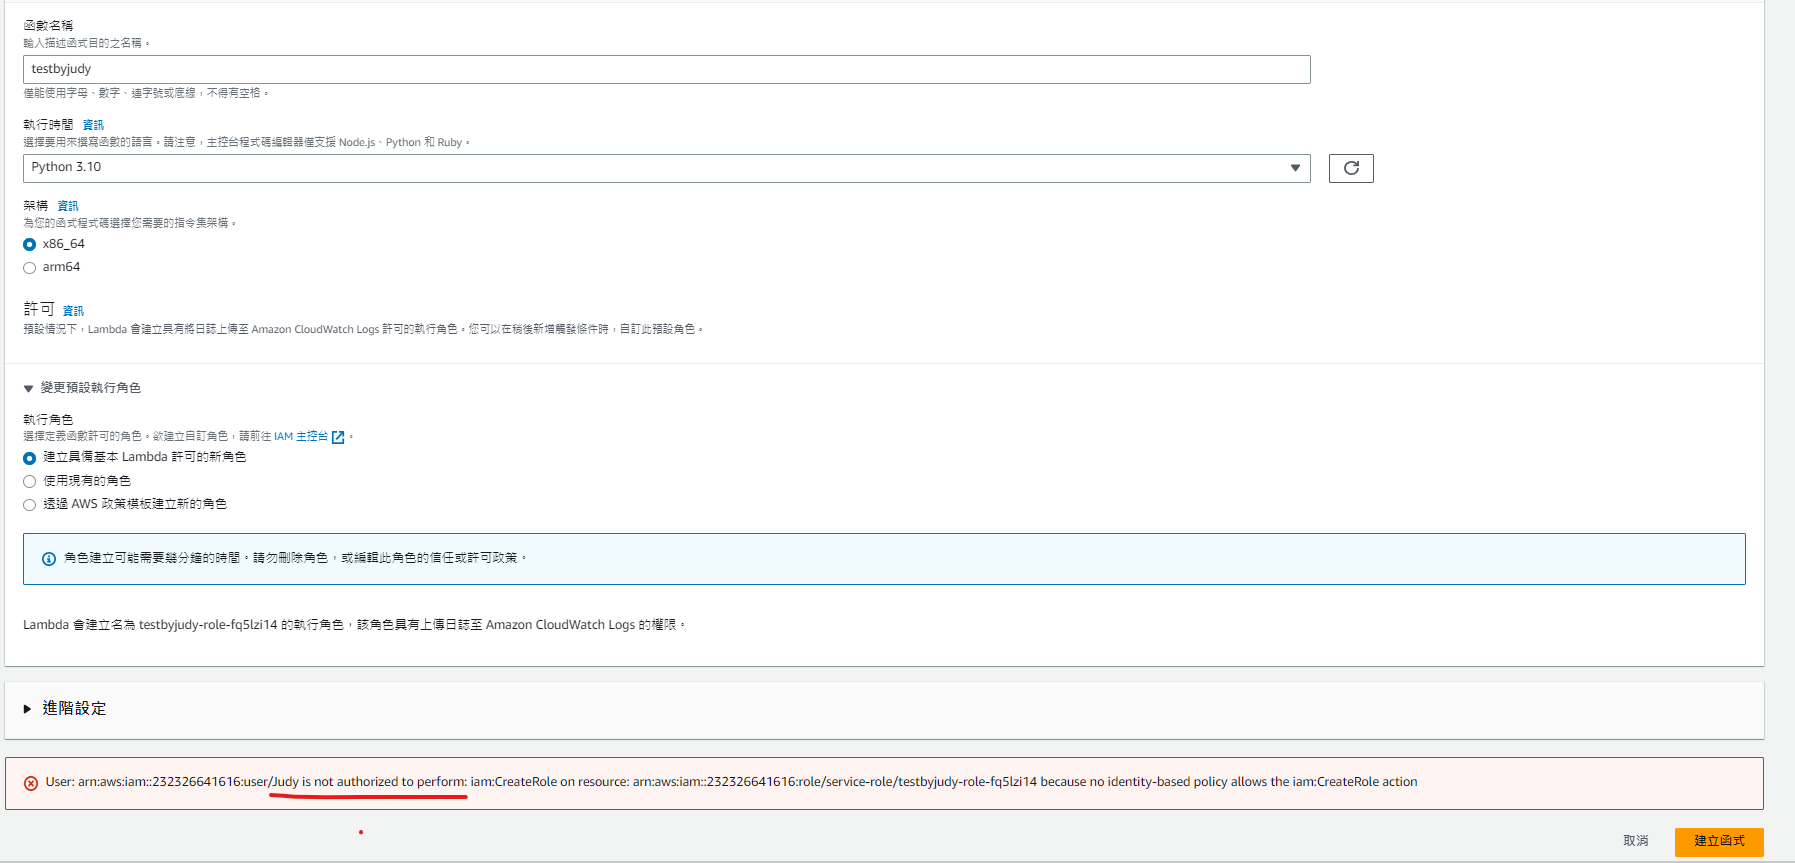 函數名稱
輸入描述函式目的之名稱。
testbyjudy
僅能使用字母、數字、連字號或底線，不得有空格。
執行時間 資訊
選擇要用來撰寫函數的語言。請注意，主控台程式碼編輯器僅支援 Node.js、Python 和 Ruby。
Python 3.10
架構 資訊
為您的函式程式碼選擇您需要的指令集架構。
x86_64
arm64
許可 資訊
預設情況下，Lambda 會建立具有將日誌上傳至 Amazon CloudWatch Logs 許可的執行角色。您可以在稍後新增觸發條件時，自訂此預設角色。
變更預設執行角色
執行角色
選擇定義函數許可的角色。欲建立自訂角色，請前往 IAM 主控台 。
建立具備基本 Lambda 許可的新角色
使用現有的角色
透過 AWS 政策模板建立新的角色
角色建立可能需要幾分鐘的時間。請勿刪除角色，或編輯此角色的信任或許可政策。
Lambda 會建立名為 testbyjudy-role-fq5lzi14 的執行角色，該角色具有上傳日誌至 Amazon CloudWatch Logs 的權限。
進階設定
User: arn:aws:iam::232326641616:user/Judy is not authorized to perform: iam:CreateRole on resource: arn:aws:iam::232326641616:role/service-role/testbyjudy-role-fq5lzi14 because no identity-based policy allows the iam:CreateRole action
取消 建立函式